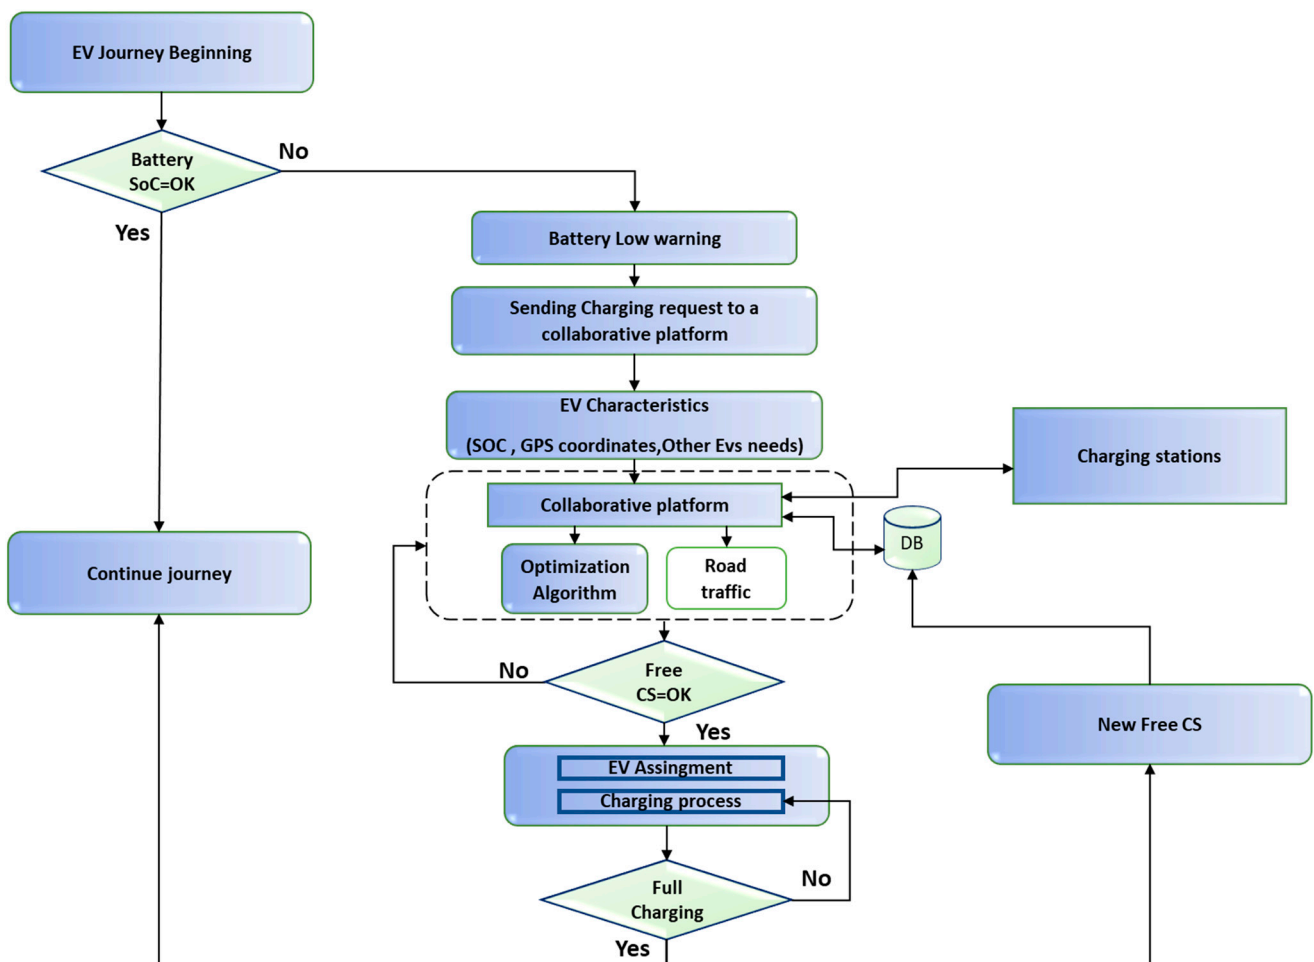 EV Journey Beginning
Battery
SoC=OK
No
Yes
Battery Low warning
Sending Charging request to a
collaborative platform
EV Characteristics
(SOC , GPS coordinates,Other Evs needs)
Charging stations
Collaborative platform
DB
Optimization
Algorithm
Road
traffic
Continue journey
Free
CS=OK
No
Yes
New Free CS
EV Assingment
Charging process
Full
Charging
No
Yes